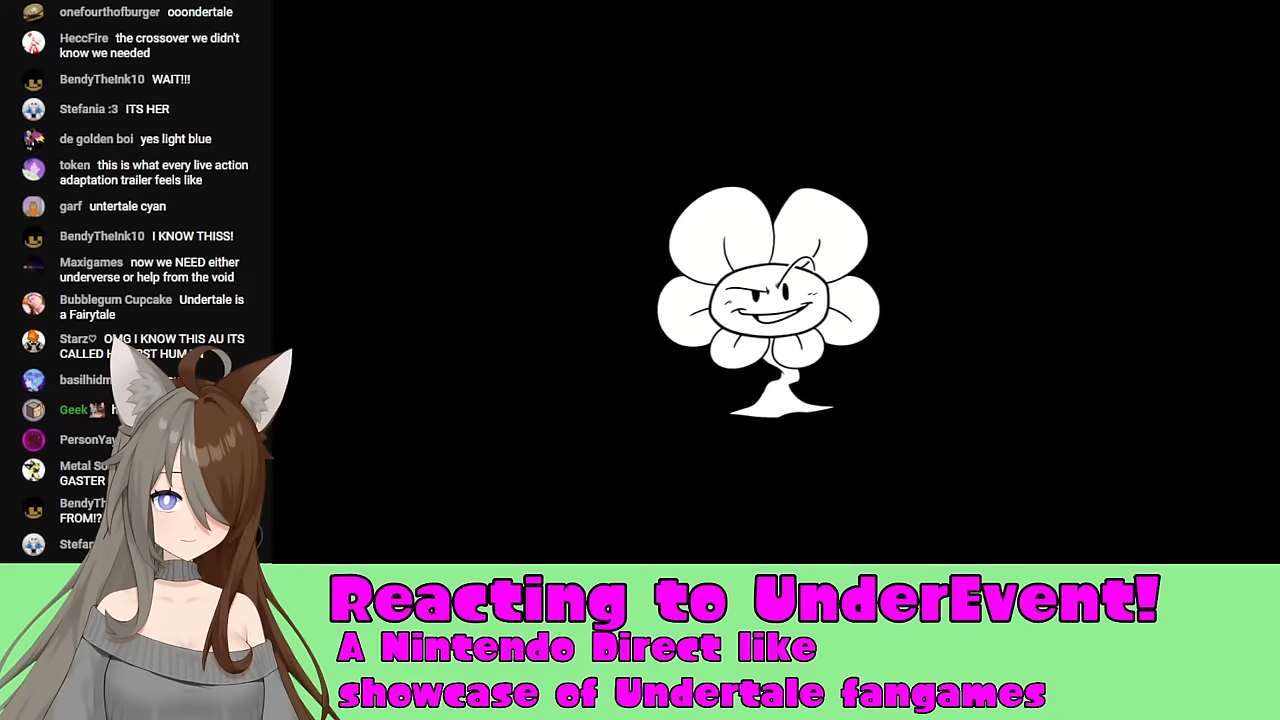 onefourthofburger ooondertale
HeccFire the crossover we didn't
know we needed
BendyTheInk10 WAIT!!!
Stefania :3 ITS HER
de golden boi yes light blue
token this is what every live action
adaptation trailer feels like
garf untertale cyan
BendyTheInk10 I KNOW THISS!
Maxigames now we NEED either
underverse or help from the void
Bubblegum Cupcake Undertale is
a Fairytale
Starz♡ OMG I KNOW THIS AU ITS
CALLED
Geek
Metal
GASTER
FROM!?
Reacting to UnderEvent!
A Nintendo Direct like
showcase of Undertale fangames